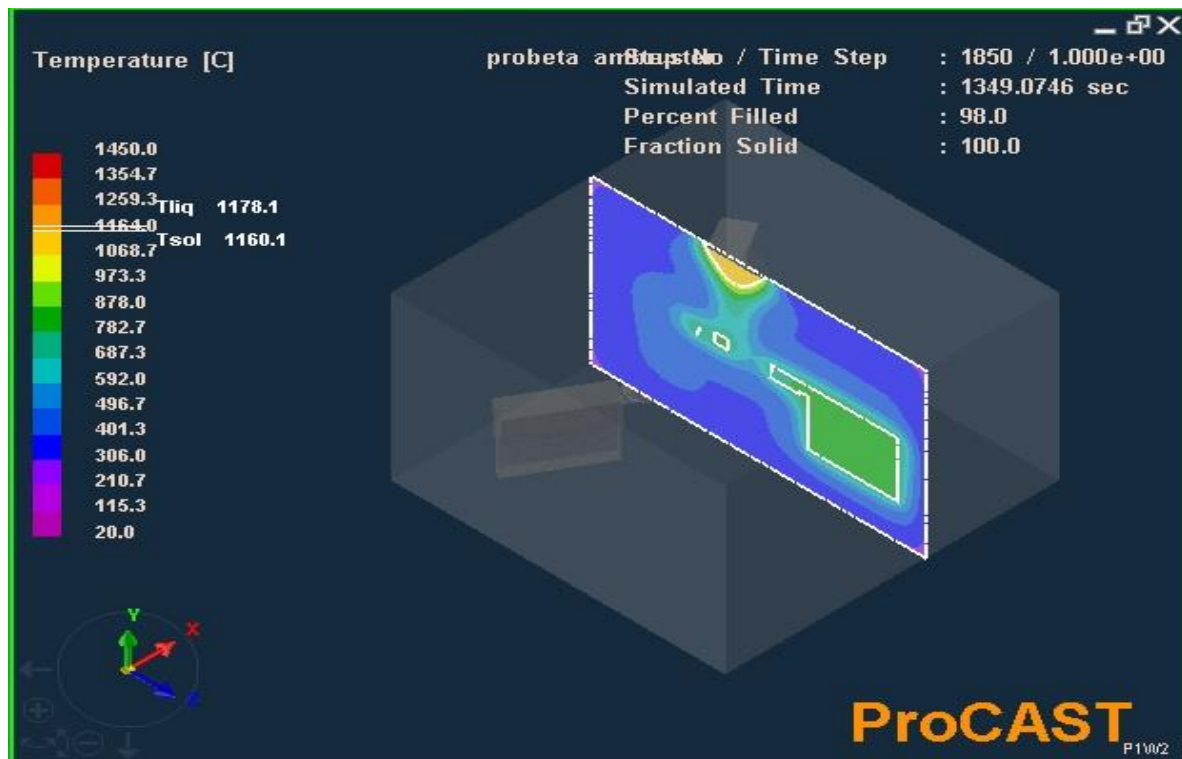 Temperature [C]
probeta
Step No / Time Step : 1850 / 1.000e+00
Simulated Time : 1349.0746 sec
Percent Filled : 98.0
Fraction Solid : 100.0
1450.0
1354.7
1259.3
Tliq 1178.1
1164.0
Tsol 1160.1
1068.7
973.3
878.0
782.7
687.3
592.0
496.7
401.3
306.0
210.7
115.3
20.0
Y
X
Z
ProCAST